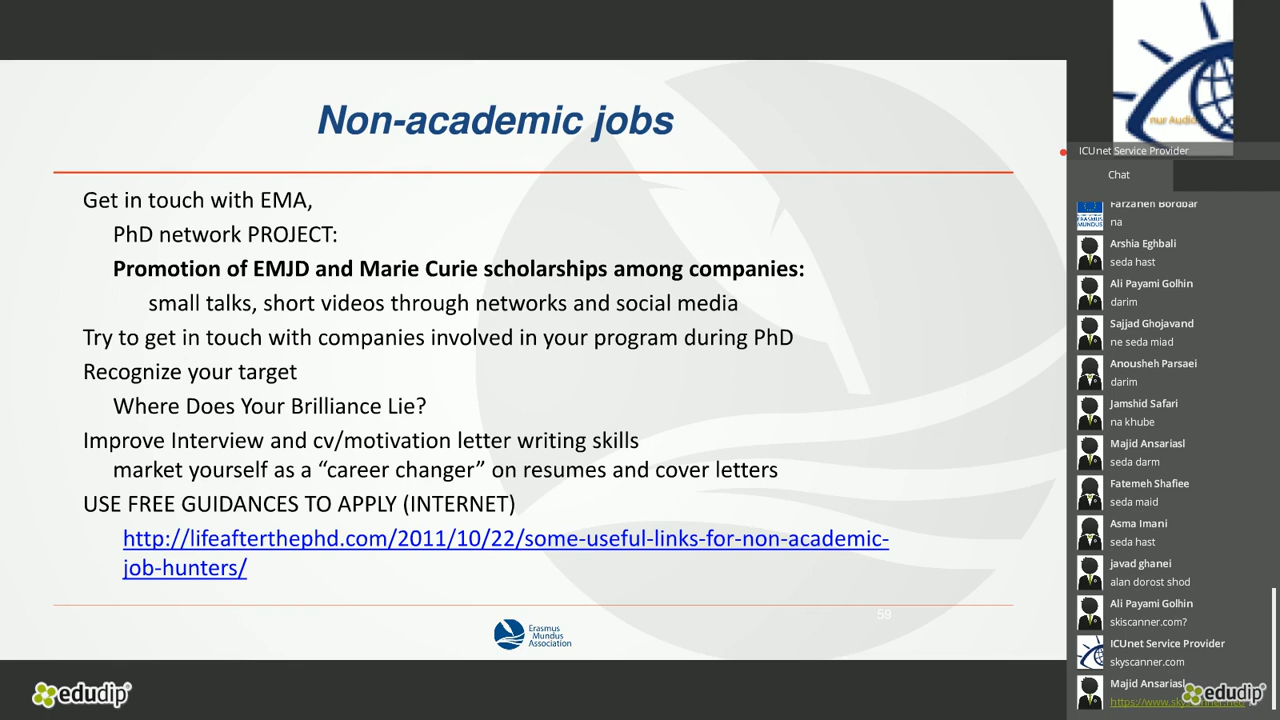 Non-academic jobs
Get in touch with EMA,
PhD network PROJECT:
Promotion of EMJD and Marie Curie scholarships among companies:
small talks, short videos through networks and social media
Try to get in touch with companies involved in your program during PhD
Recognize your target
Where Does Your Brilliance Lie?
Improve Interview and cv/motivation letter writing skills
market yourself as a “career changer” on resumes and cover letters
USE FREE GUIDANCES TO APPLY (INTERNET)
http://lifeafterthephd.com/2011/10/22/some-useful-links-for-non-academic-
job-hunters/
59
Erasmus
Mundus
Association
edudip
nur Audio
ICUnet Service Provider
Chat
Farzaneh Bordbar
na
Arshia Eghbali
seda hast
Ali Payami Golhin
darim
Sajjad Ghojavand
ne seda miad
Anousheh Parsaei
darim
Jamshid Safari
na khube
Majid Ansariasl
seda darm
Fatemeh Shafiee
seda maid
Asma Imani
seda hast
javad ghanei
alan dorost shod
Ali Payami Golhin
skiscanner.com?
ICUnet Service Provider
skyscanner.com
Majid Ansariasl
edudip